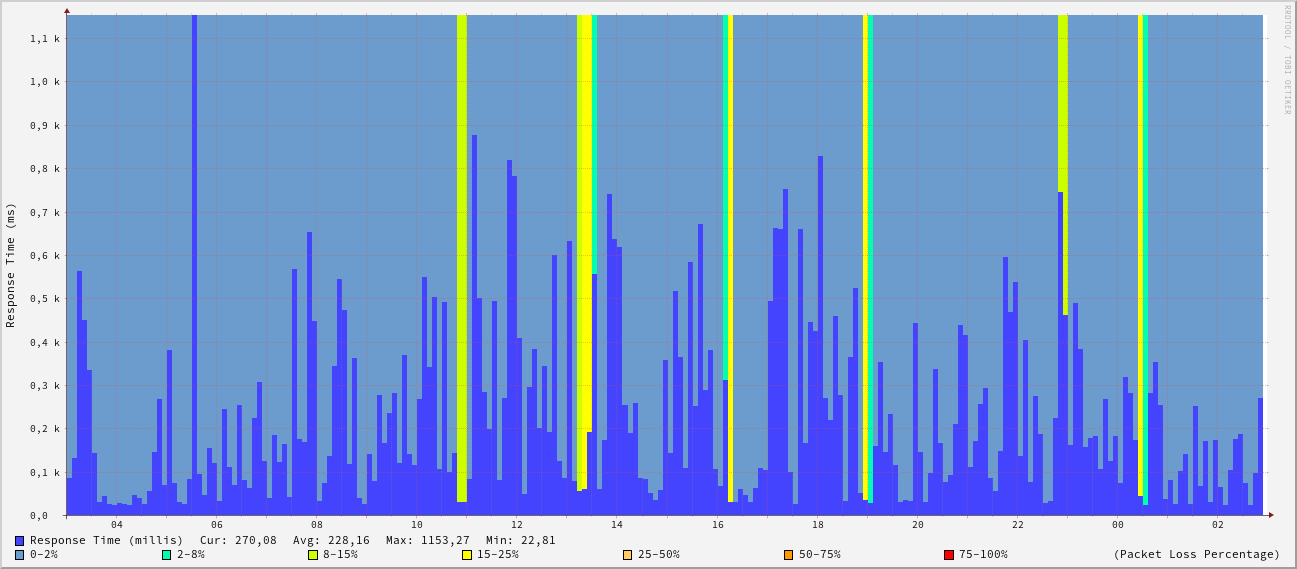 RRDTOOL / TOBI OETIKER
Response Time (ms)
1,1 k
1,0 k
0,9 k
0,8 k
0,7 k
0,6 k
0,5 k
0,4 k
0,3 k
0,2 k
0,1 k
0,0
04 06 08 10 12 14 16 18 20 22 00 02
Response Time (millis) Cur: 270,08 Avg: 228,16 Max: 1153,27 Min: 22,81
0-2% 2-8% 8-15% 15-25% 25-50% 50-75% 75-100% (Packet Loss Percentage)